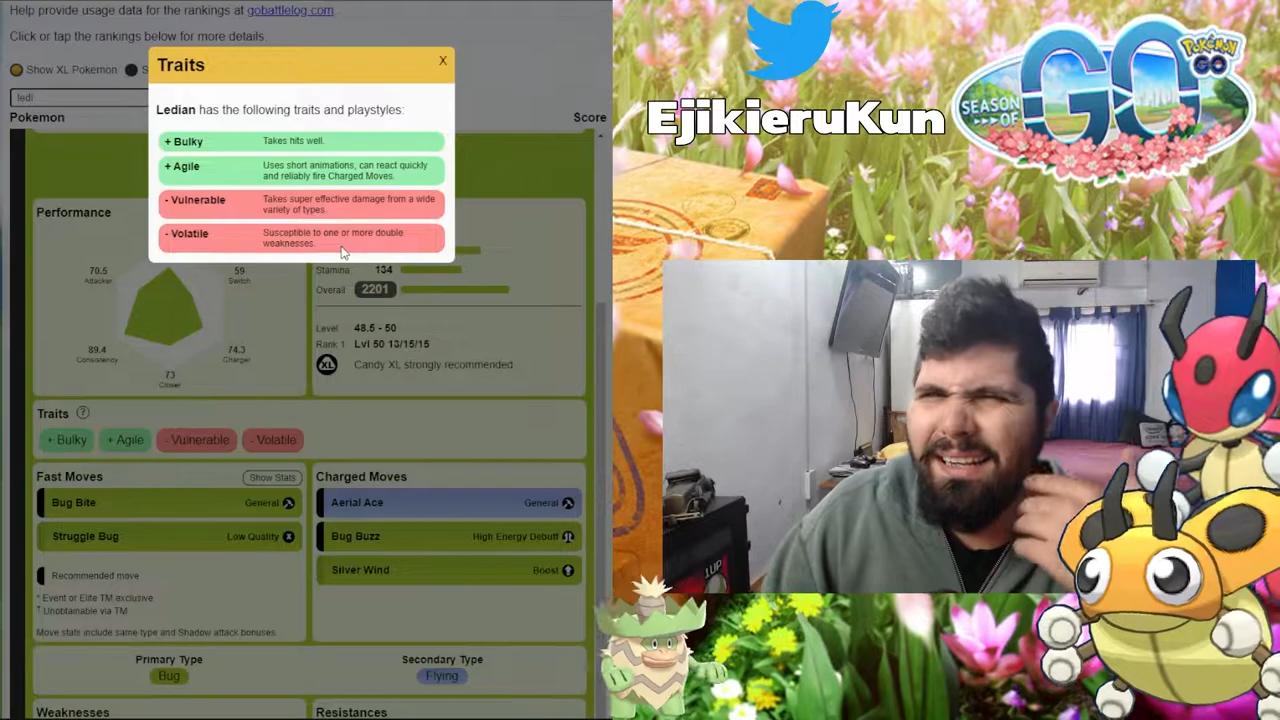 Help provide usage data for the rankings at gobattlelog.com
Click or tap the rankings below for more details.
Show XL Pokemon S
ledi
Pokemon Score
Traits X
Ledian has the following traits and playstyles:
+ Bulky Takes hits well.
+ Agile Uses short animations, can react quickly
and reliably fire Charged Moves.
- Vulnerable Takes super effective damage from a wide
variety of types.
- Volatile Susceptible to one or more double
weaknesses.
Performance
70.5
Attacker
59
Switch
89.4
Consistency
74.3
Charger
73
Closer
Stamina 134
Overall 2201
Level 48.5 - 50
Rank 1 Lvl 50 13/15/15
XL Candy XL strongly recommended
Traits ?
+ Bulky + Agile - Vulnerable - Volatile
Fast Moves Show Stats
Bug Bite General
Struggle Bug Low Quality
Recommended move
* Event or Elite TM exclusive
† Unobtainable via TM
Move stats include same type and Shadow attack bonuses.
Charged Moves
Aerial Ace General
Bug Buzz High Energy Debuff
Silver Wind Boost
Primary Type
Bug
Secondary Type
Flying
Weaknesses Resistances
EjikieruKun
SEASON
OF
GO
POKÉMON
GO
1UP